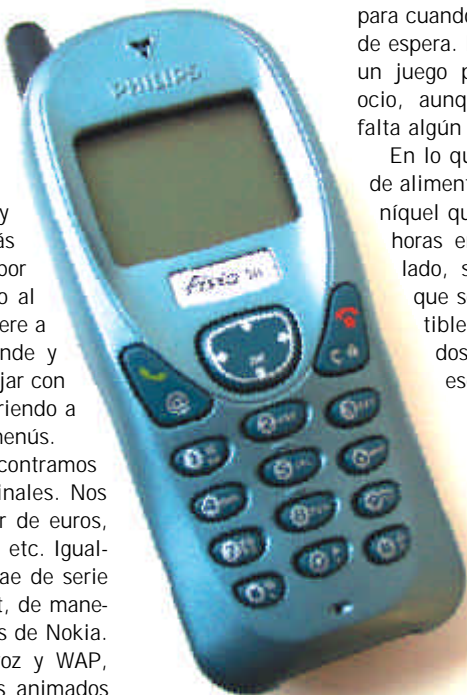 y
ás
por
o al
ere a
nde y
jar con
riendo a
menús.
contramos
inales. Nos
r de euros,
etc. Igual-
ae de serie
t, de mane-
s de Nokia.
oz y WAP,
s animados
para cuando
de espera.
un juego p
ocio, aunq
falta algún
En lo qu
de aliment
níquel qu
horas e
lado, s
que s
tible
dos
es
PHILIPS
OK